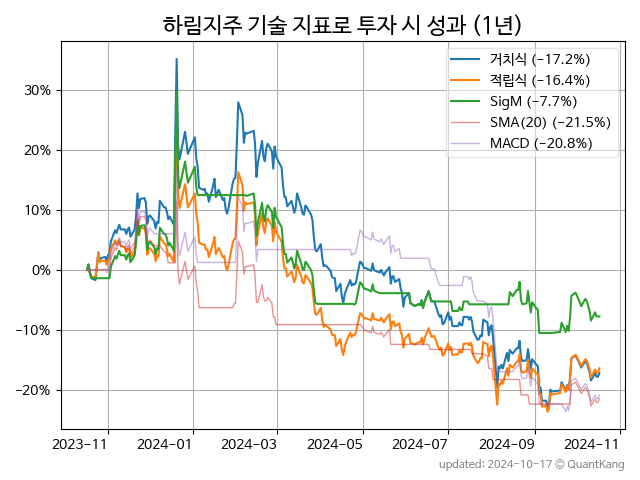 하림지주 기술 지표로 투자 시 성과 (1년)
거치식 (−17.2%)
적립식 (−16.4%)
SigM (−7.7%)
SMA(20) (−21.5%)
MACD (−20.8%)
30%
20%
10%
0%
−10%
−20%
2023-11 2024-01 2024-03 2024-05 2024-07 2024-09 2024-11
updated: 2024-10-17 © QuantKang